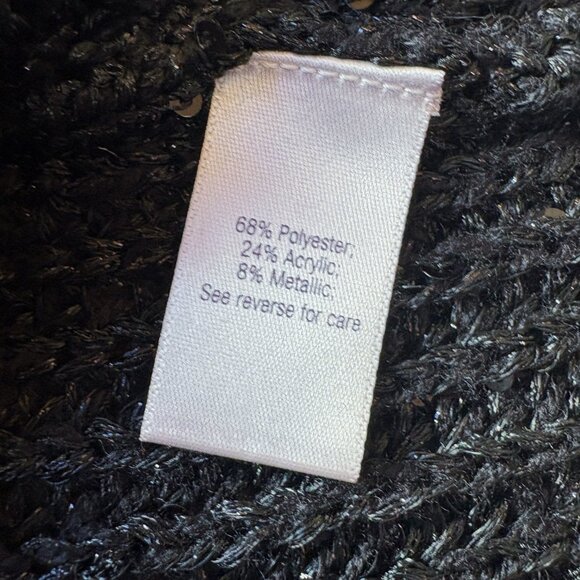 68% Polyester;
24% Acrylic,
8% Metallic;
See reverse for care